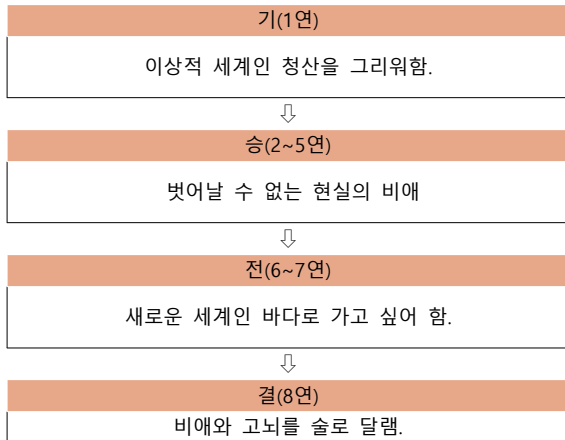 기(1연)
이상적 세계인 청산을 그리워함.
⇩
승(2~5연)
벗어날 수 없는 현실의 비애
⇩
전(6~7연)
새로운 세계인 바다로 가고 싶어 함.
⇩
결(8연)
비애와 고뇌를 술로 달램.